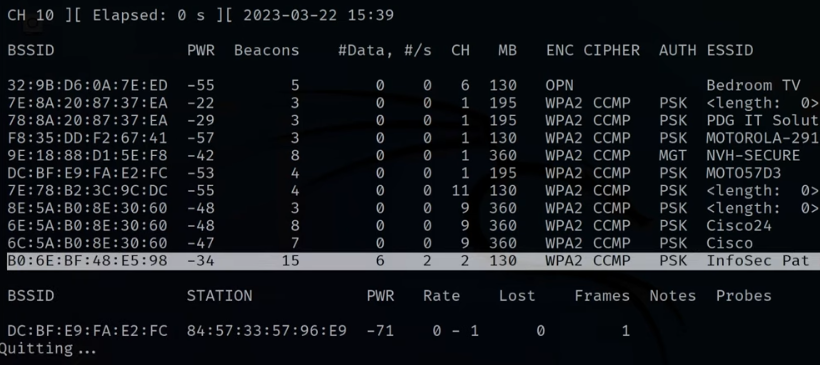 CH 10 ][ Elapsed: 0 s ][ 2023-03-22 15:39
BSSID PWR Beacons #Data, #/s CH MB ENC CIPHER AUTH ESSID
32:9B:D6:0A:7E:ED -55 5 0 0 6 130 OPN Bedroom TV
7E:8A:20:87:37:EA -22 3 0 0 1 195 WPA2 CCMP PSK <length: 0>
78:8A:20:87:37:EA -29 3 0 0 1 195 WPA2 CCMP PSK PDG IT Solut
F8:35:DD:F2:67:41 -57 3 0 0 1 130 WPA2 CCMP PSK MOTOROLA-291
9E:18:88:D1:5E:F8 -42 8 0 0 1 360 WPA2 CCMP MGT NVH-SECURE
DC:BF:E9:FA:E2:FC -53 4 0 0 1 195 WPA2 CCMP PSK MOTO57D3
7E:78:B2:3C:9C:DC -55 4 0 0 11 130 WPA2 CCMP PSK <length: 0>
8E:5A:B0:8E:30:60 -48 3 0 0 9 360 WPA2 CCMP PSK <length: 0>
6E:5A:B0:8E:30:60 -48 8 0 0 9 360 WPA2 CCMP PSK Cisco24
6C:5A:B0:8E:30:60 -47 7 0 0 9 360 WPA2 CCMP PSK Cisco
B0:6E:BF:48:E5:98 -34 15 6 2 2 130 WPA2 CCMP PSK InfoSec Pat
BSSID STATION PWR Rate Lost Frames Notes Probes
DC:BF:E9:FA:E2:FC 84:57:33:57:96:E9 -71 0 - 1 0 1
Quitting...